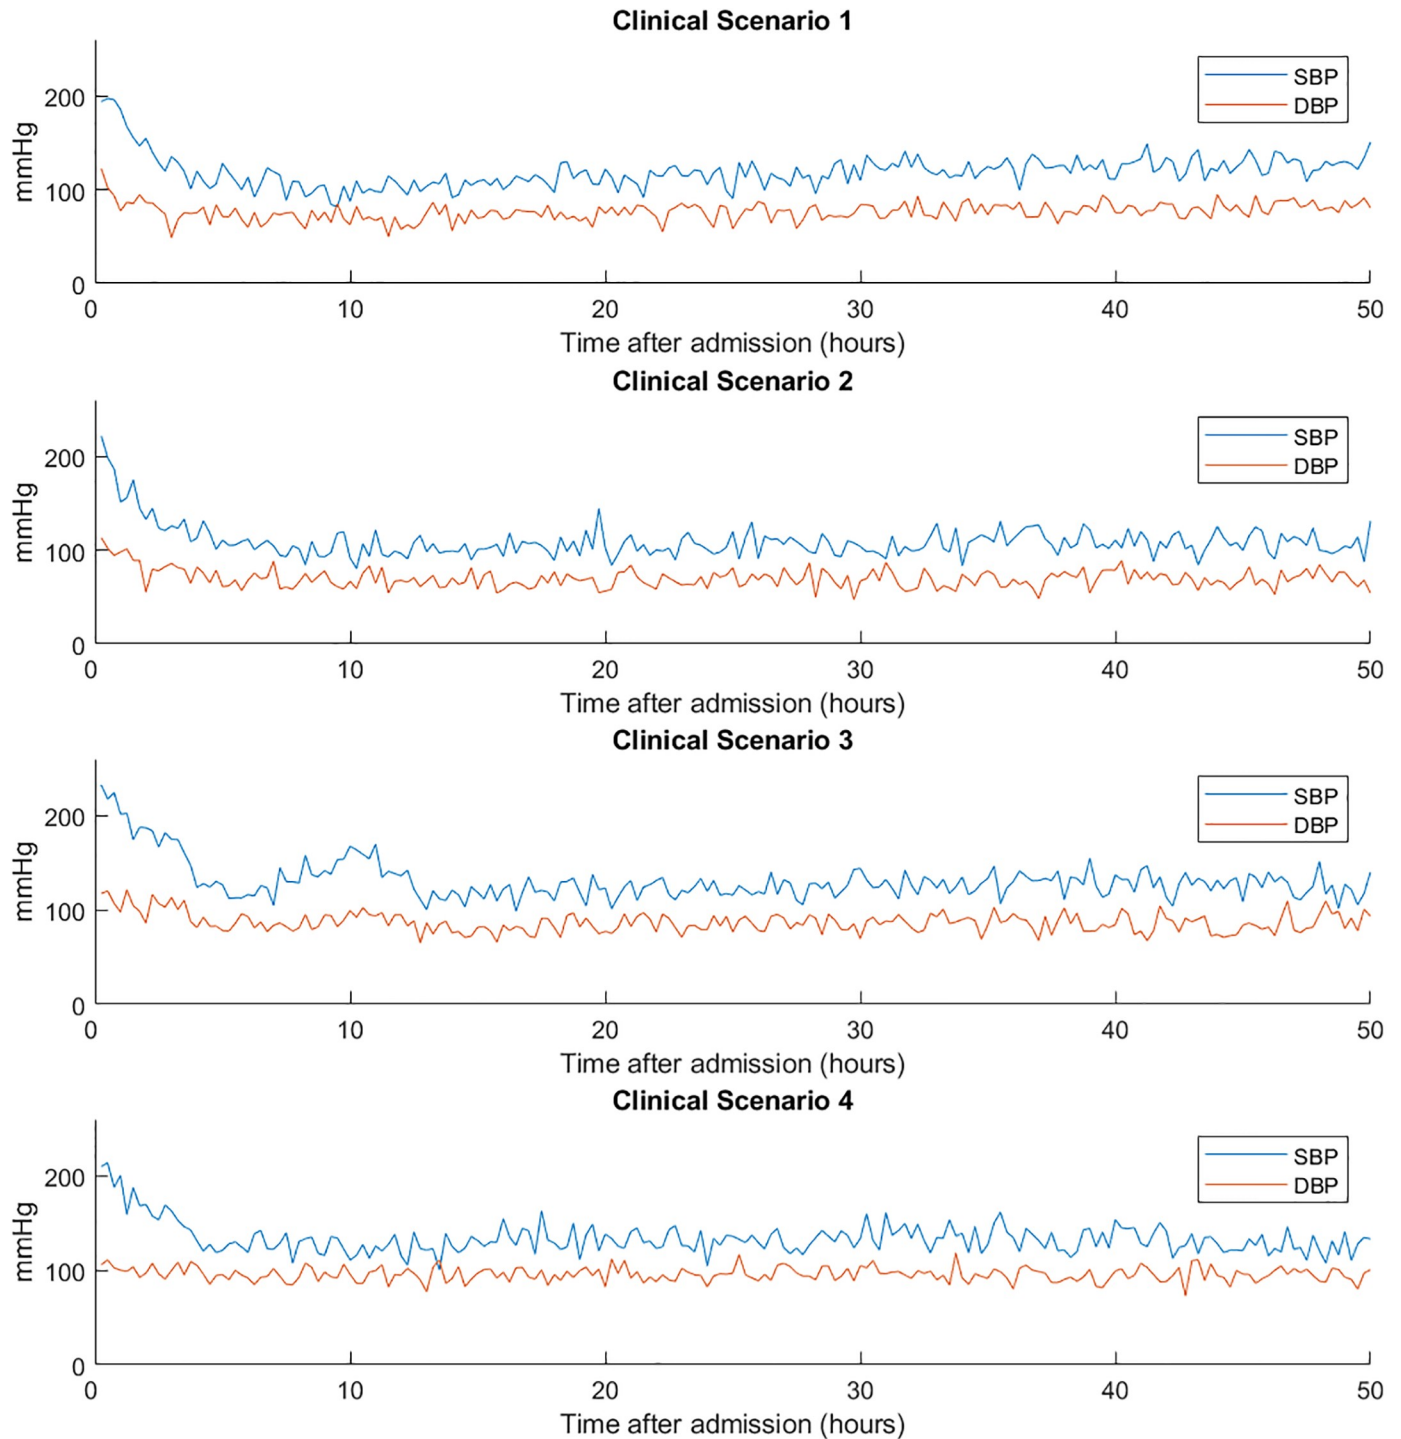 Clinical Scenario 1
SBP
DBP
mmHg
200
100
0
0 10 20 30 40 50
Time after admission (hours)
Clinical Scenario 2
SBP
DBP
mmHg
200
100
0
0 10 20 30 40 50
Time after admission (hours)
Clinical Scenario 3
SBP
DBP
mmHg
200
100
0
0 10 20 30 40 50
Time after admission (hours)
Clinical Scenario 4
SBP
DBP
mmHg
200
100
0
0 10 20 30 40 50
Time after admission (hours)